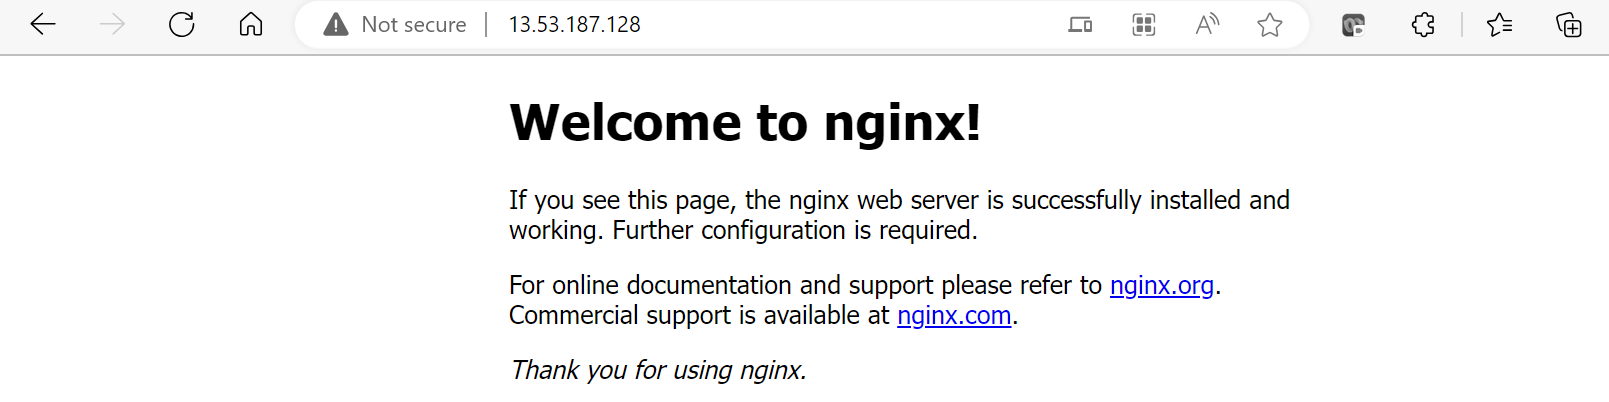 Not secure | 13.53.187.128
Welcome to nginx!
If you see this page, the nginx web server is successfully installed and
working. Further configuration is required.
For online documentation and support please refer to nginx.org.
Commercial support is available at nginx.com.
Thank you for using nginx.